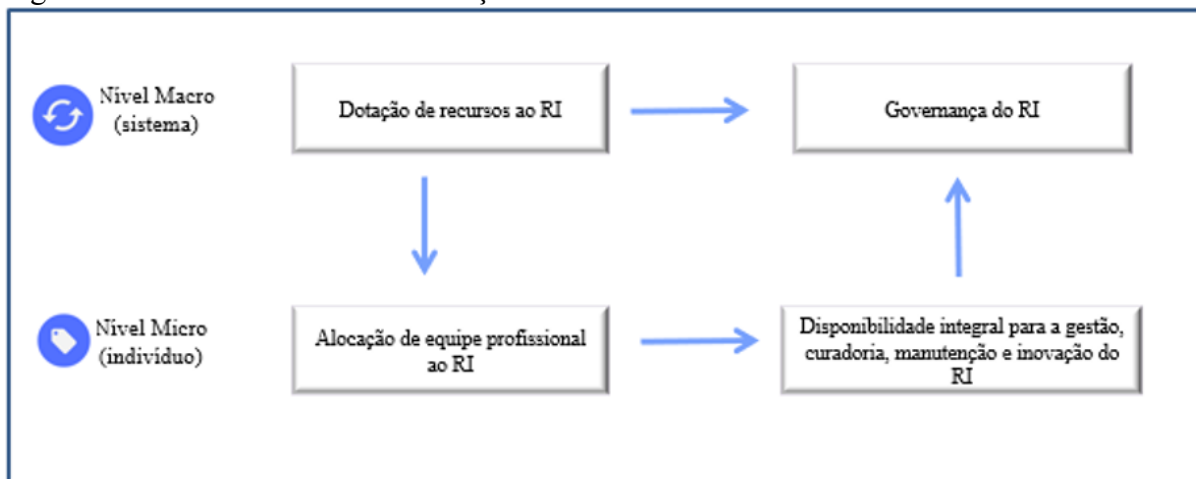 Nível Macro
(sistema)
Dotação de recursos ao RI
Governança do RI
Nível Micro
(indivíduo)
Alocação de equipe profissional
ao RI
Disponibilidade integral para a gestão,
curadoria, manutenção e inovação do
RI